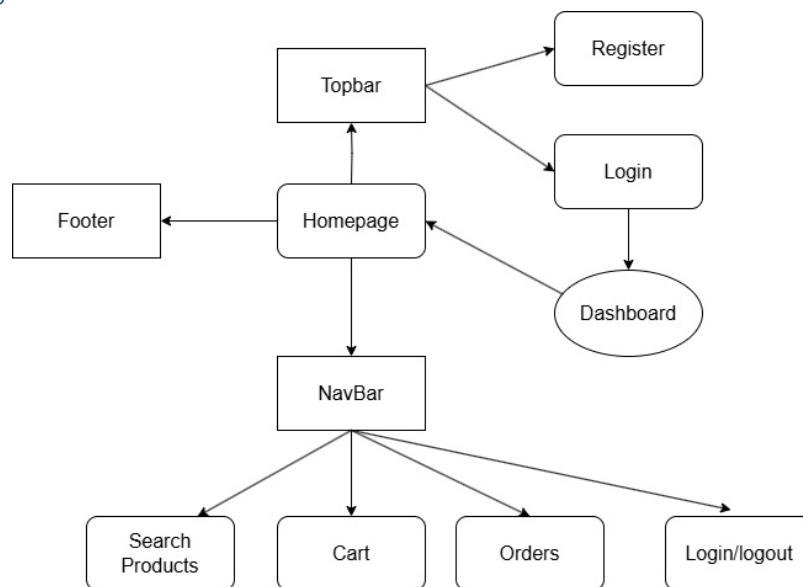 Register
Topbar
Login
Footer
Homepage
Dashboard
NavBar
Search
Products
Cart
Orders
Login/logout